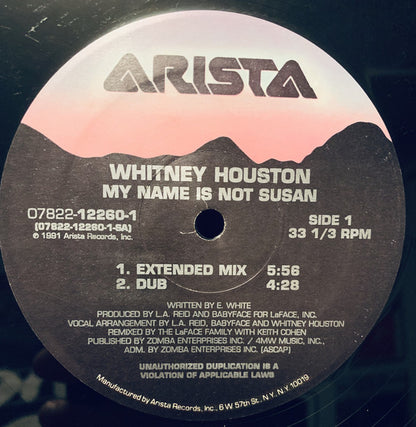 ARISTA
WHITNEY HOUSTON
MY NAME IS NOT SUSAN
07822-12260-1
(07822-12260-1-SA)
℗ 1991 Arista Records, Inc.
SIDE 1
33 1/3 RPM
1. EXTENDED MIX 5:56
2. DUB 4:28
WRITTEN BY E. WHITE
PRODUCED BY L.A. REID AND BABYFACE FOR LaFACE, INC.
VOCAL ARRANGEMENT BY L.A. REID, BABYFACE AND WHITNEY HOUSTON
REMIXED BY THE LaFACE FAMILY WITH KEITH COHEN
PUBLISHED BY ZOMBA ENTERPRISES INC. / 4MW MUSIC, INC.,
ADM. BY ZOMBA ENTERPRISES INC. (ASCAP)
UNAUTHORIZED DUPLICATION IS A
VIOLATION OF APPLICABLE LAWS
Manufactured by Arista Records, Inc., 6 W 57th St., N.Y., N.Y. 10019